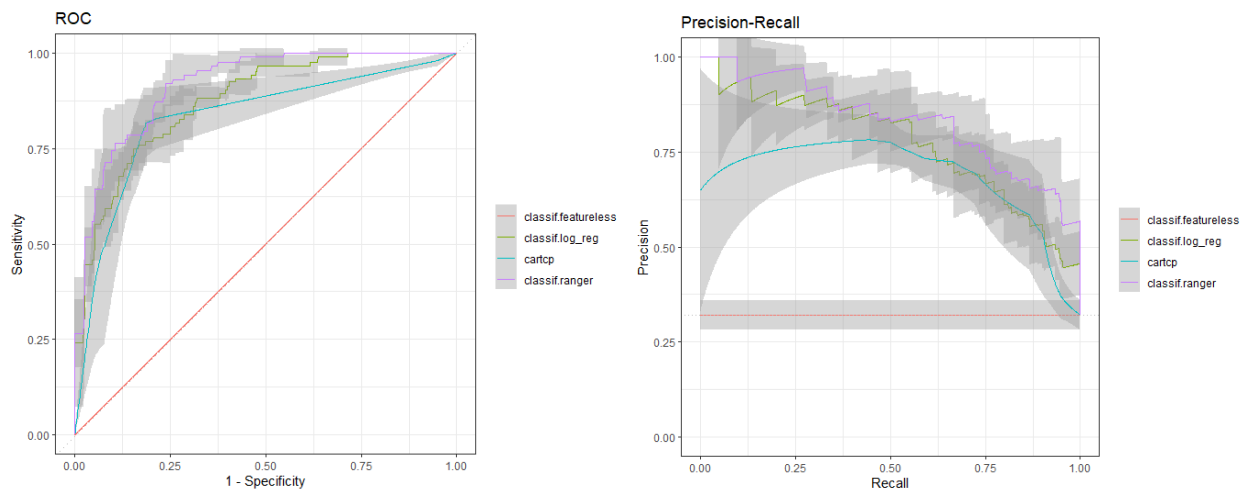 ROC
1.00
0.75
0.50
0.25
0.00
Sensitivity
0.00 0.25 0.50 0.75 1.00
1 - Specificity
classif.featureless
classif.log_reg
cartcp
classif.ranger
Precision-Recall
1.00
0.75
0.50
0.25
0.00
Precision
0.00 0.25 0.50 0.75 1.00
Recall
classif.featureless
classif.log_reg
cartcp
classif.ranger